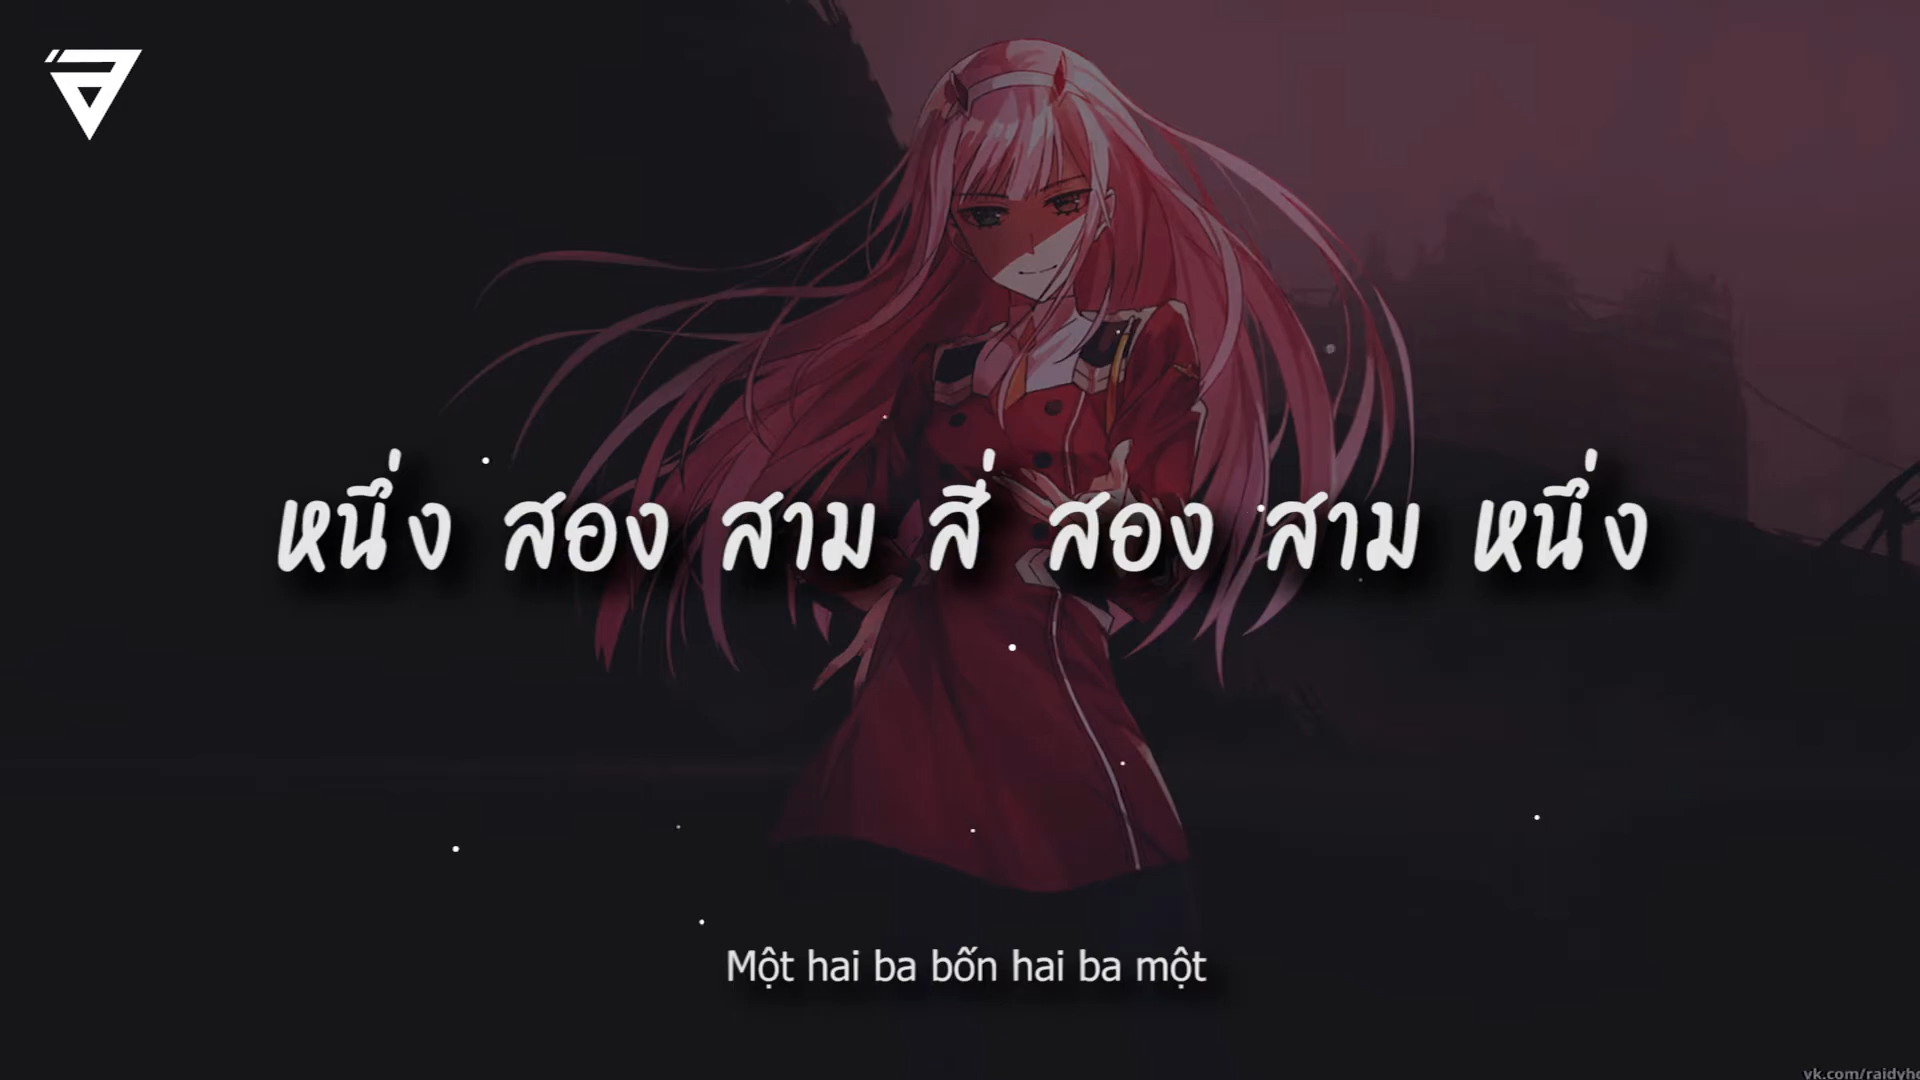 หนึ่ง สอง สาม สี่ สอง สาม หนึ่ง
Một hai ba bốn hai ba một